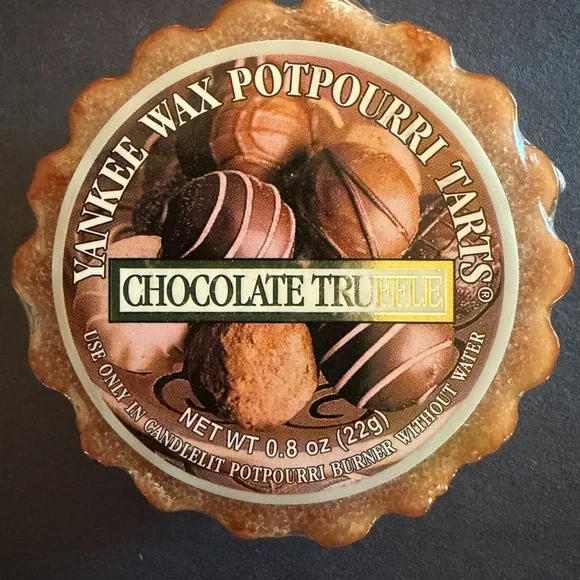 YANKEE WAX POTPOURRI TARTS®
CHOCOLATE TRUFFLE
NET WT 0.8 oz (22g)
USE ONLY IN CANDLELIT POTPOURRI BURNER WITHOUT WATER